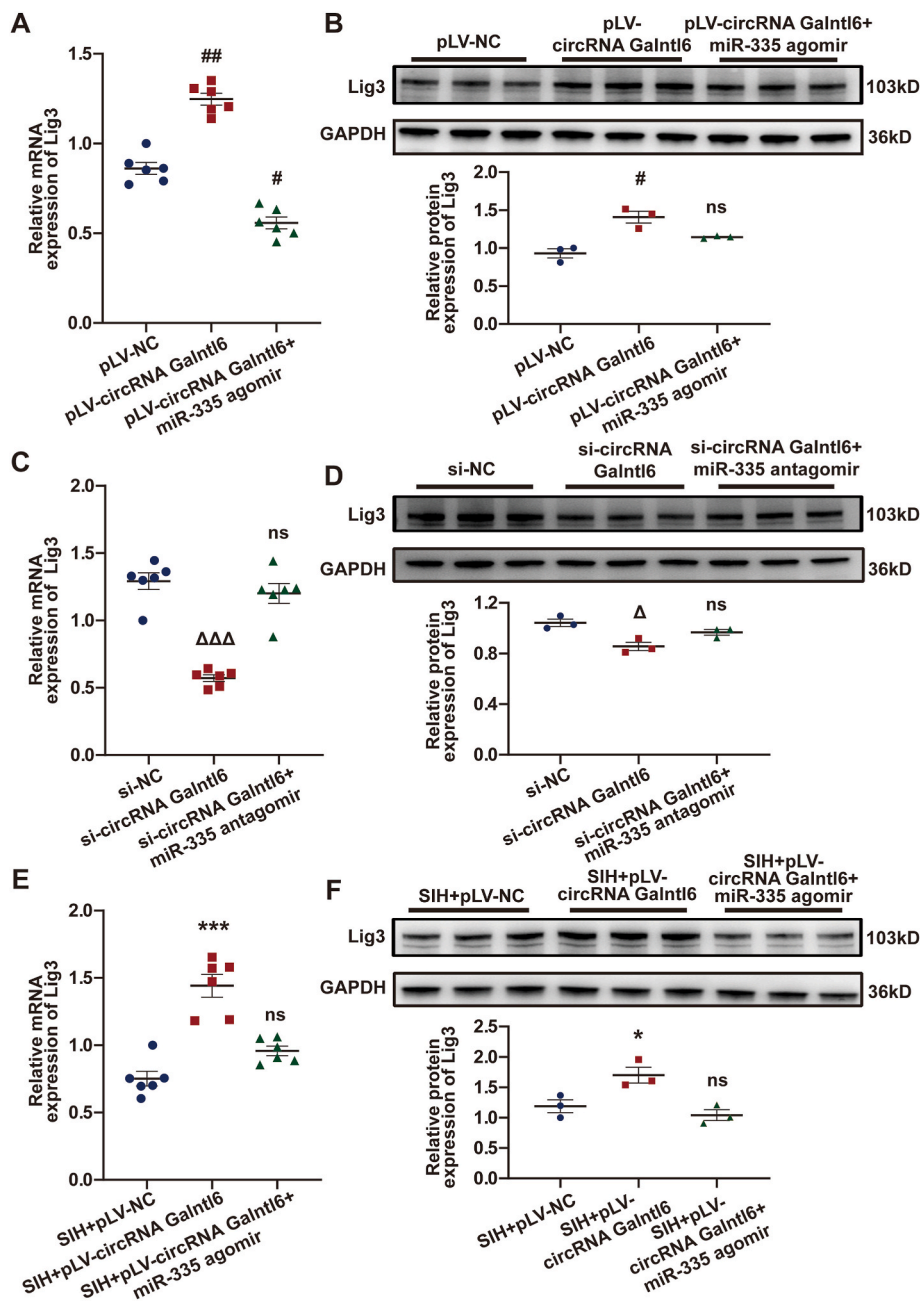 A
Relative mRNA
expression of Lig3
1.5
1.0
0.5
0.0
##
#
pLV-NC
pLV-circRNA Galntl6
pLV-circRNA Galntl6+
miR-335 agomir
B
pLV-NC
pLV-
circRNA Galntl6
pLV-circRNA Galntl6+
miR-335 agomir
Lig3
103kD
GAPDH
36kD
Relative protein
expression of Lig3
2.0
1.5
1.0
0.5
0.0
#
ns
pLV-NC
pLV-circRNA Galntl6
pLV-circRNA Galntl6+
miR-335 agomir
C
Relative mRNA
expression of Lig3
2.0
1.5
1.0
0.5
0.0
ΔΔΔ
ns
si-NC
si-circRNA Galntl6
si-circRNA Galntl6+
miR-335 antagomir
D
si-NC
si-circRNA
Galntl6
si-circRNA Galntl6+
miR-335 antagomir
Lig3
103kD
GAPDH
36kD
Relative protein
expression of Lig3
1.2
0.8
0.4
0.0
Δ
ns
si-NC
si-circRNA Galntl6
si-circRNA Galntl6+
miR-335 antagomir
E
Relative mRNA
expression of Lig3
2.0
1.5
1.0
0.5
0.0
***
ns
SIH+pLV-NC
SIH+pLV-circRNA Galntl6
SIH+pLV-circRNA Galntl6+
miR-335 agomir
F
SIH+pLV-NC
SIH+pLV-
circRNA Galntl6
SIH+pLV-
circRNA Galntl6+
miR-335 agomir
Lig3
103kD
GAPDH
36kD
Relative protein
expression of Lig3
2.5
2.0
1.5
1.0
0.5
0.0
*
ns
SIH+pLV-NC
SIH+pLV-
circRNA Galntl6
SIH+pLV-
circRNA Galntl6+
miR-335 agomir